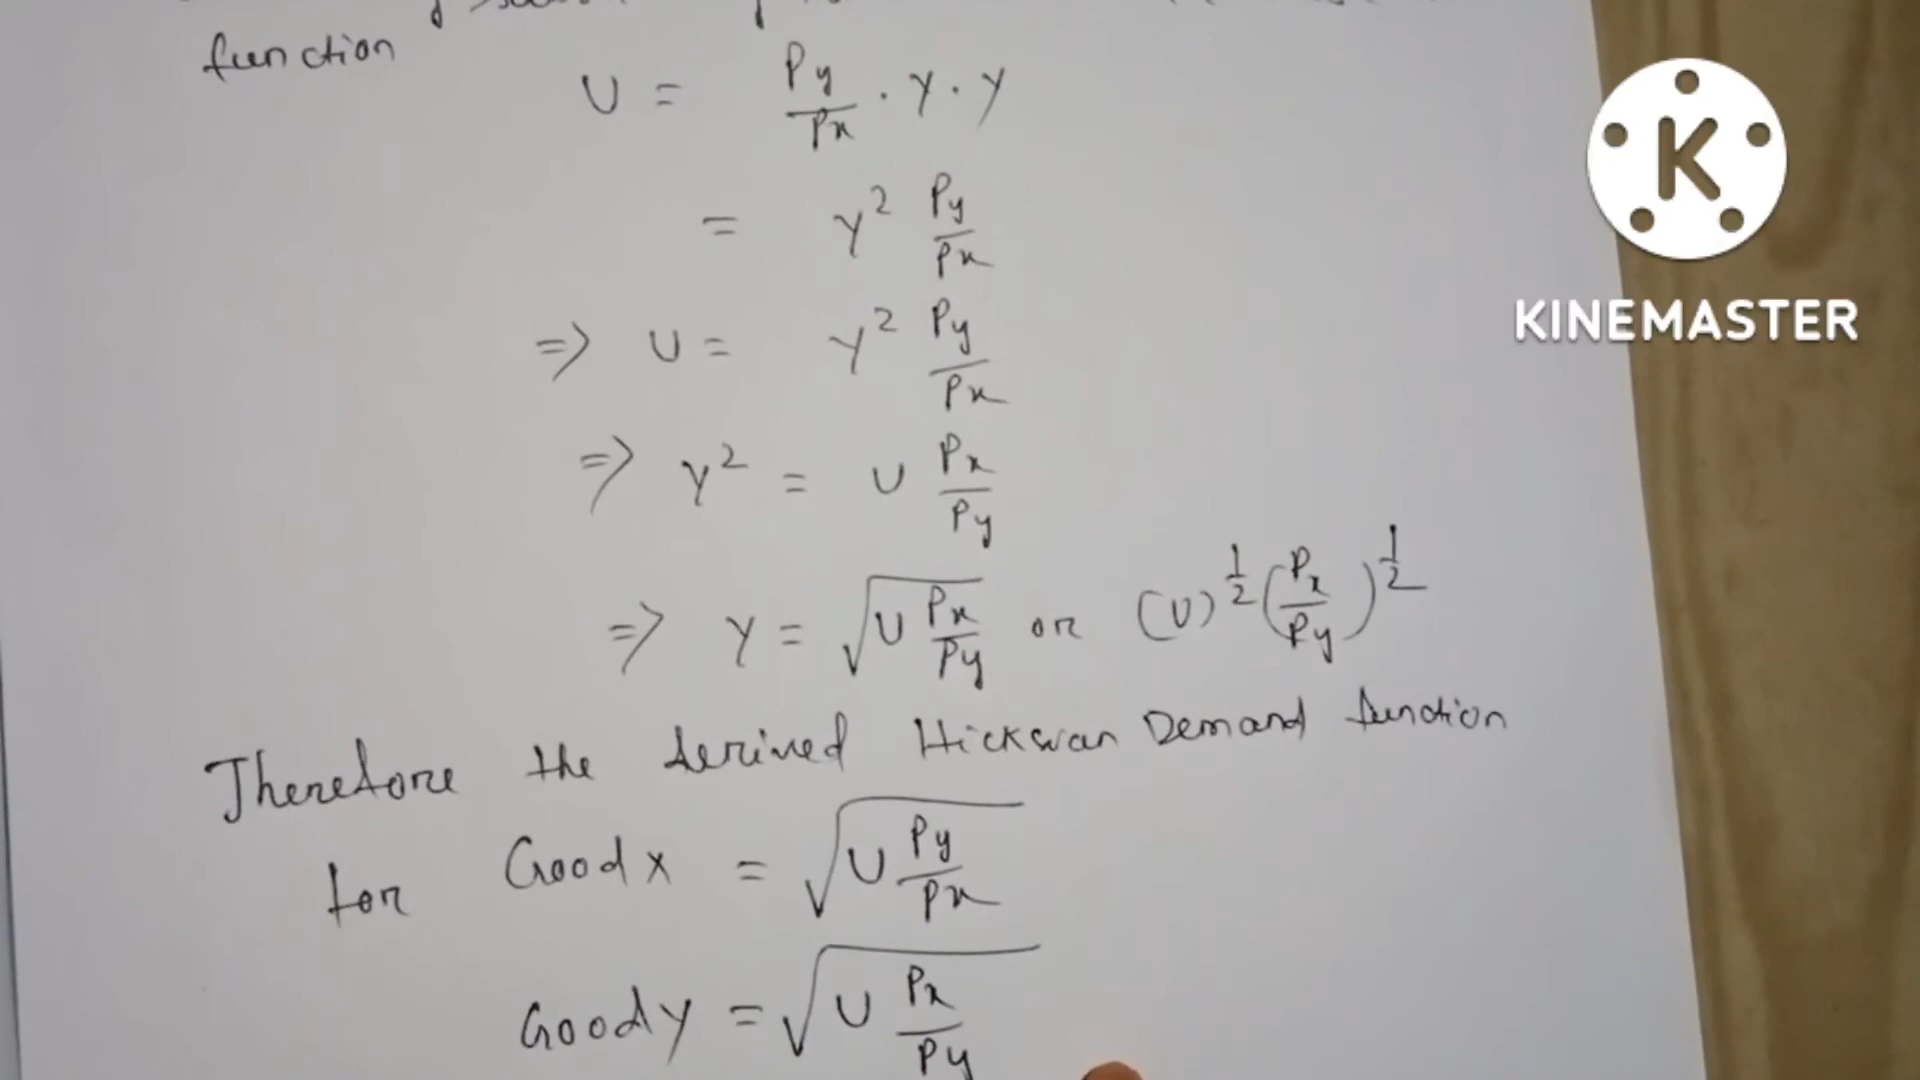 function
U = Py/Px · y · y
= y² Py/Px
⇒ U = y² Py/Px
⇒ y² = U Px/Py
⇒ y = √(U Px/Py) or (U)^½ (Px/Py)^½
Therefore the derived Hicksian Demand function
for Good x = √(U Py/Px)
Good y = √(U Px/Py)
K
KINEMASTER